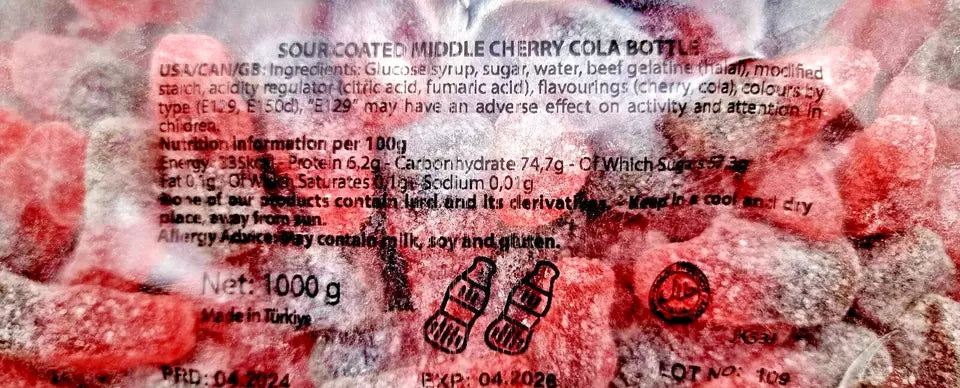 SOUR COATED MIDDLE CHERRY COLA BOTTLE
USA/CAN/GB: Ingredients: Glucose syrup, sugar, water, beef gelatine (halal), modified
starch, acidity regulator (citric acid, fumaric acid), flavourings (cherry, cola), colours by
type (E129, E150d), "E129" may have an adverse effect on activity and attention in
children.
Nutrition information per 100g
Energy: 335kcal - Protein 6,2g - Carbonhydrate 74,7g - Of Which Sugars 57,3g
Fat 0,1g - Of Which Saturates 0,1g - Sodium 0,01g
None of our products contain lard and its derivatives. - Keep in a cool and dry
place, away from sun.
Allergy Advice: May contain milk, soy and gluten.
Net: 1000 g
Made in Türkiye
PRD: 04.2024 EXP: 04.2026 LOT NO: 109